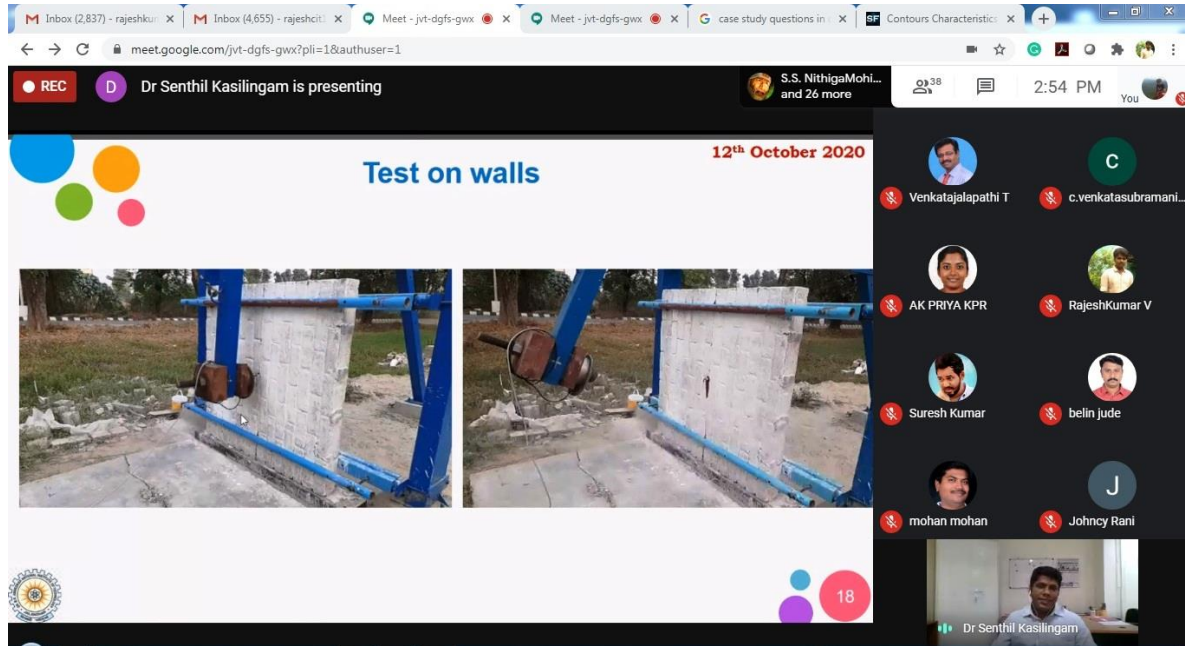 Inbox (2,837) - rajeshkum
Inbox (4,655) - rajeshcit1
Meet - jvt-dgfs-gwx
Meet - jvt-dgfs-gwx
case study questions in
Contours Characteristics
meet.google.com/jvt-dgfs-gwx?pli=1&authuser=1
REC
D
Dr Senthil Kasilingam is presenting
S.S. NithigaMohi...
and 26 more
38
2:54 PM
You
12th October 2020
Test on walls
18
Venkatajalapathi T
C
c.venkatasubramani...
AK PRIYA KPR
RajeshKumar V
Suresh Kumar
belin jude
mohan mohan
J
Johncy Rani
Dr Senthil Kasilingam